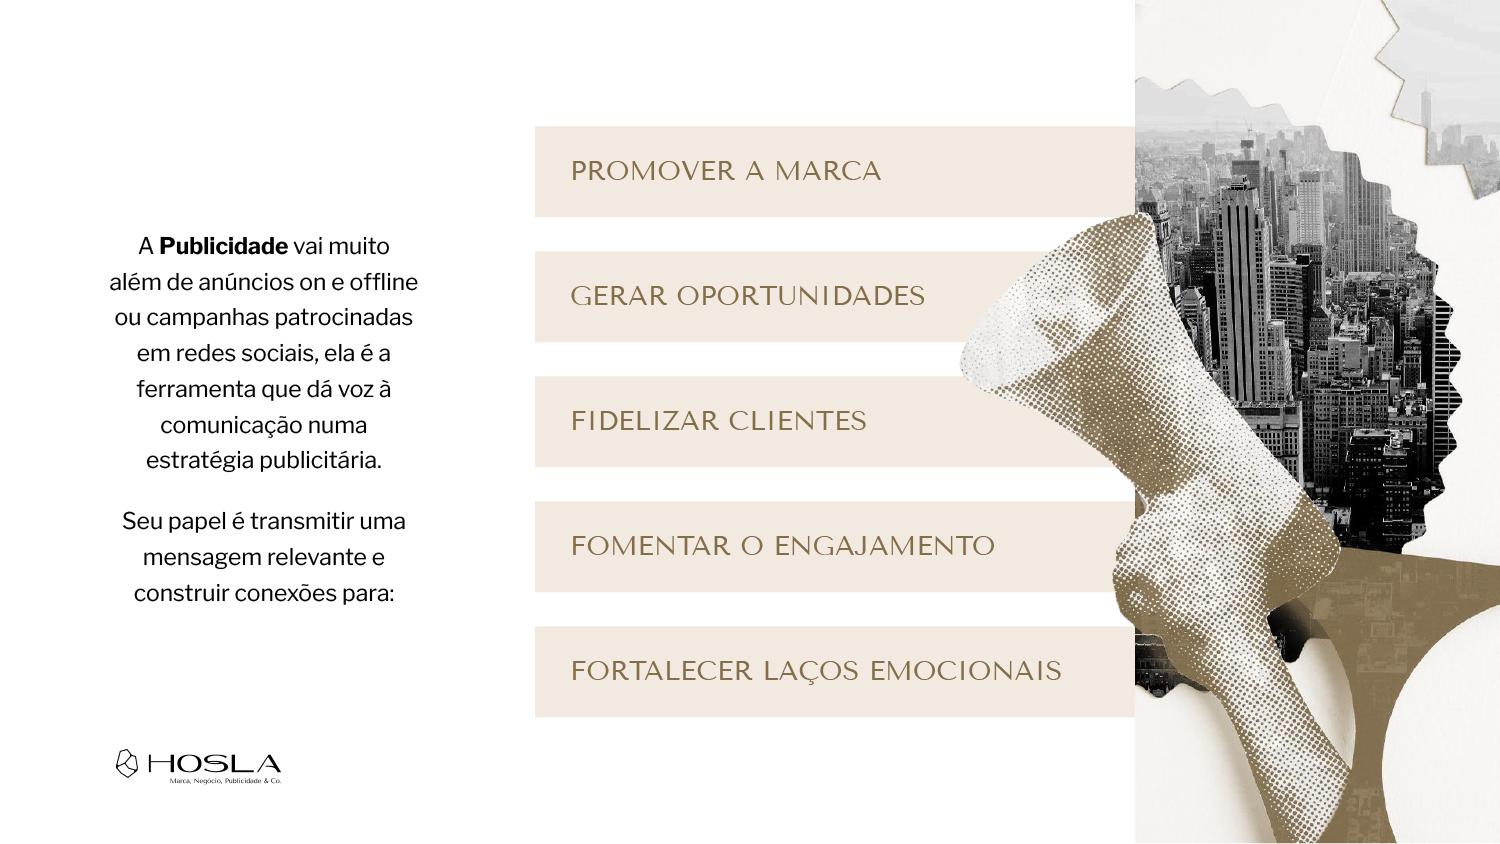 A Publicidade vai muito
além de anúncios on e offline
ou campanhas patrocinadas
em redes sociais, ela é a
ferramenta que dá voz à
comunicação numa
estratégia publicitária.
Seu papel é transmitir uma
mensagem relevante e
construir conexões para:
PROMOVER A MARCA
GERAR OPORTUNIDADES
FIDELIZAR CLIENTES
FOMENTAR O ENGAJAMENTO
FORTALECER LAÇOS EMOCIONAIS
HOSLA
Marca, Negócio, Publicidade & Co.